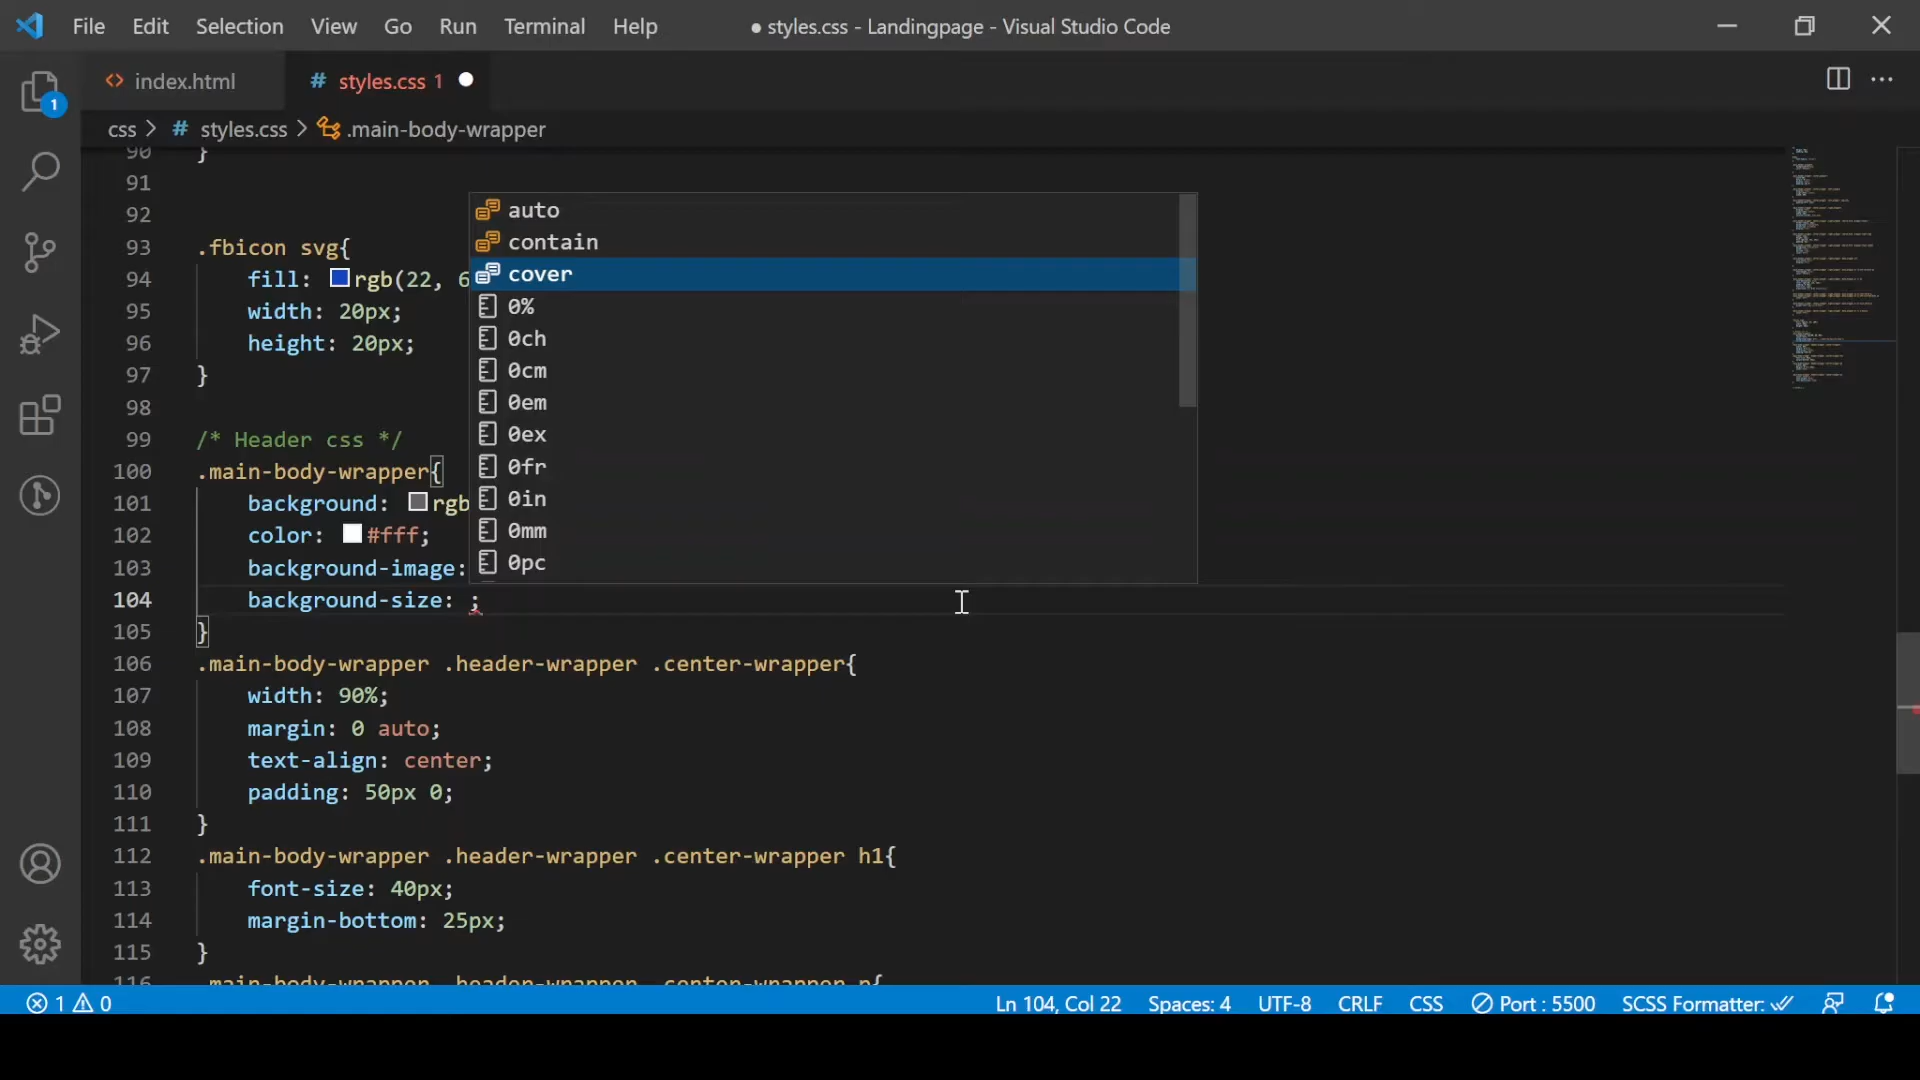 File Edit Selection View Go Run Terminal Help ● styles.css - Landingpage - Visual Studio Code
<> index.html # styles.css 1 ●
css > # styles.css > .main-body-wrapper
1
90 }
91
92
93 .fbicon svg{
94 fill: rgb(22, 6
95 width: 20px;
96 height: 20px;
97 }
98
99 /* Header css */
100 .main-body-wrapper{
101 background: rgb
102 color: #fff;
103 background-image:
104 background-size: ;
105 }
106 .main-body-wrapper .header-wrapper .center-wrapper{
107 width: 90%;
108 margin: 0 auto;
109 text-align: center;
110 padding: 50px 0;
111 }
112 .main-body-wrapper .header-wrapper .center-wrapper h1{
113 font-size: 40px;
114 margin-bottom: 25px;
115 }
116 .main-body-wrapper .header-wrapper .center-wrapper p{
auto
contain
cover
0%
0ch
0cm
0em
0ex
0fr
0in
0mm
0pc
1 0 Ln 104, Col 22 Spaces: 4 UTF-8 CRLF CSS Port : 5500 SCSS Formatter: